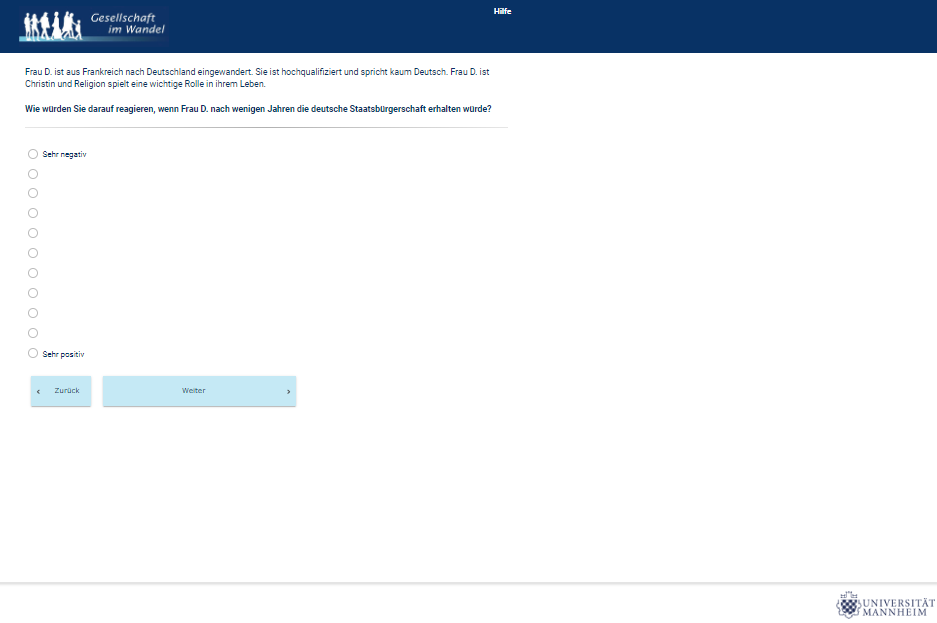 Gesellschaft
im Wandel
Hilfe
Frau D. ist aus Frankreich nach Deutschland eingewandert. Sie ist hochqualifiziert und spricht kaum Deutsch. Frau D. ist
Christin und Religion spielt eine wichtige Rolle in ihrem Leben.
Wie würden Sie darauf reagieren, wenn Frau D. nach wenigen Jahren die deutsche Staatsbürgerschaft erhalten würde?
Sehr negativ
Sehr positiv
‹ Zurück
Weiter ›
UNIVERSITÄT
MANNHEIM